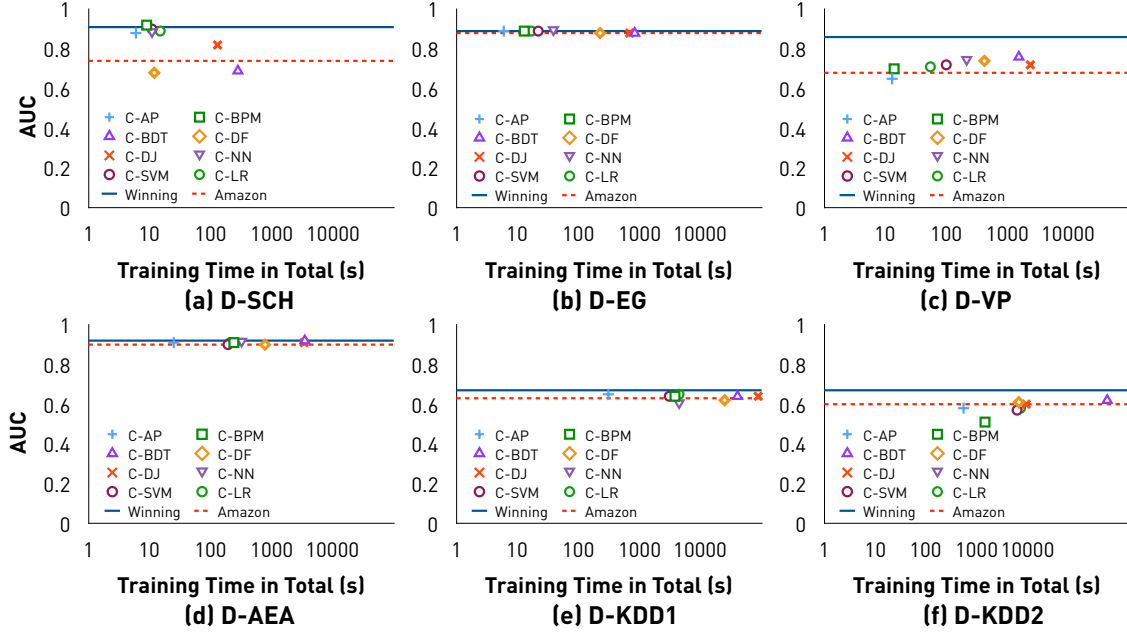 AUC
1
0.8
0.6
0.4
0.2
0
C-AP C-BPM
C-BDT C-DF
C-DJ C-NN
C-SVM C-LR
Winning Amazon
1 10 100 1000 10000
Training Time in Total (s)
(a) D-SCH
1
0.8
0.6
0.4
0.2
0
C-AP C-BPM
C-BDT C-DF
C-DJ C-NN
C-SVM C-LR
Winning Amazon
1 10 100 1000 10000
Training Time in Total (s)
(b) D-EG
1
0.8
0.6
0.4
0.2
0
C-AP C-BPM
C-BDT C-DF
C-DJ C-NN
C-SVM C-LR
Winning Amazon
1 10 100 1000 10000
Training Time in Total (s)
(c) D-VP
AUC
1
0.8
0.6
0.4
0.2
0
C-AP C-BPM
C-BDT C-DF
C-DJ C-NN
C-SVM C-LR
Winning Amazon
1 10 100 1000 10000
Training Time in Total (s)
(d) D-AEA
1
0.8
0.6
0.4
0.2
0
C-AP C-BPM
C-BDT C-DF
C-DJ C-NN
C-SVM C-LR
Winning Amazon
1 10 100 1000 10000
Training Time in Total (s)
(e) D-KDD1
1
0.8
0.6
0.4
0.2
0
C-AP C-BPM
C-BDT C-DF
C-DJ C-NN
C-SVM C-LR
Winning Amazon
1 10 100 1000 10000
Training Time in Total (s)
(f) D-KDD2